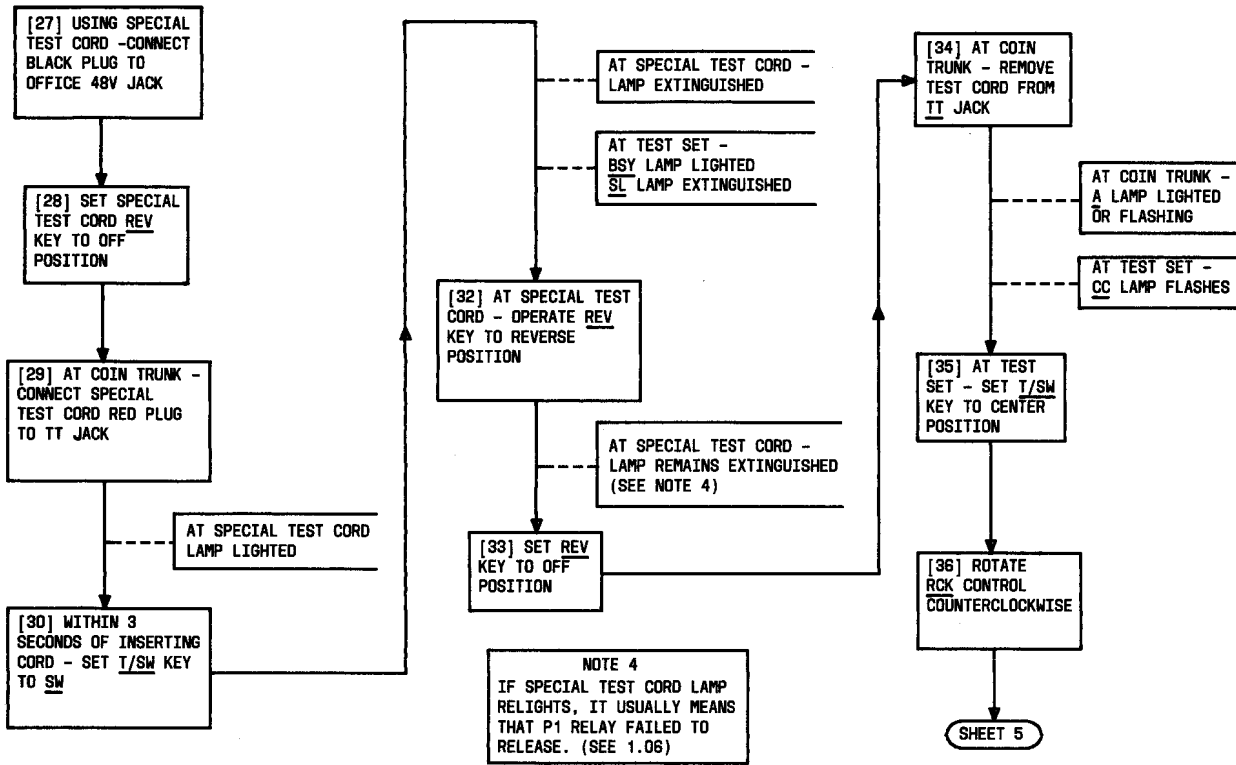 [27] USING SPECIAL
TEST CORD -CONNECT
BLACK PLUG TO
OFFICE 48V JACK
[28] SET SPECIAL
TEST CORD REV
KEY TO OFF
POSITION
[29] AT COIN TRUNK -
CONNECT SPECIAL
TEST CORD RED PLUG
TO TT JACK
AT SPECIAL TEST CORD
LAMP LIGHTED
[30] WITHIN 3
SECONDS OF INSERTING
CORD - SET T/SW KEY
TO SW
AT SPECIAL TEST CORD -
LAMP EXTINGUISHED
AT TEST SET -
BSY LAMP LIGHTED
SL LAMP EXTINGUISHED
[32] AT SPECIAL TEST
CORD - OPERATE REV
KEY TO REVERSE
POSITION
AT SPECIAL TEST CORD -
LAMP REMAINS EXTINGUISHED
(SEE NOTE 4)
[33] SET REV
KEY TO OFF
POSITION
NOTE 4
IF SPECIAL TEST CORD LAMP
RELIGHTS, IT USUALLY MEANS
THAT P1 RELAY FAILED TO
RELEASE. (SEE 1.06)
[34] AT COIN
TRUNK - REMOVE
TEST CORD FROM
TT JACK
AT COIN TRUNK -
A LAMP LIGHTED
OR FLASHING
AT TEST SET -
CC LAMP FLASHES
[35] AT TEST
SET - SET T/SW
KEY TO CENTER
POSITION
[36] ROTATE
RCK CONTROL
COUNTERCLOCKWISE
SHEET 5